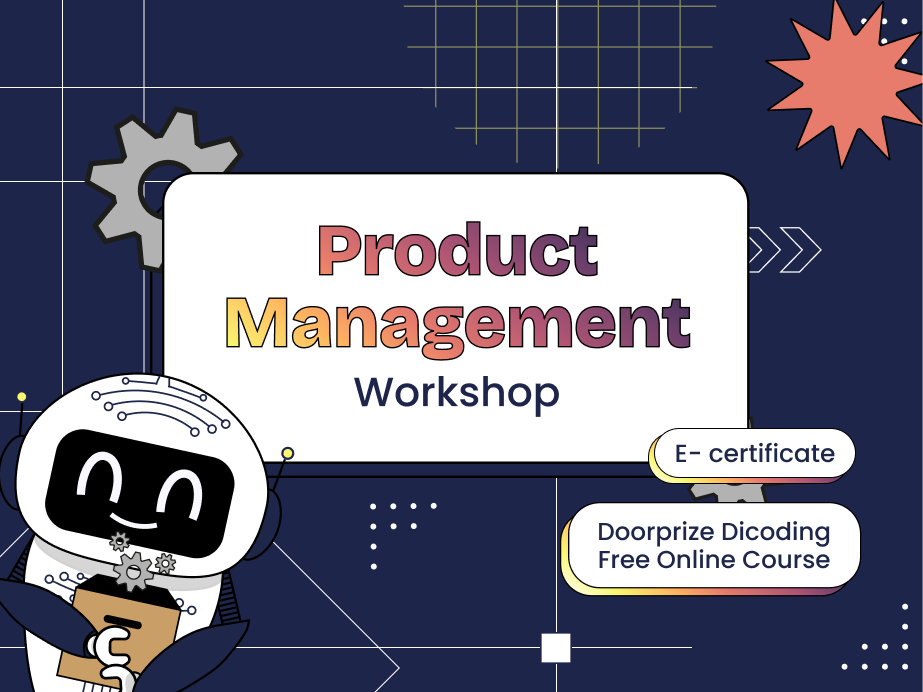 Product
Management
Workshop
E- certificate
Doorprize Dicoding
Free Online Course